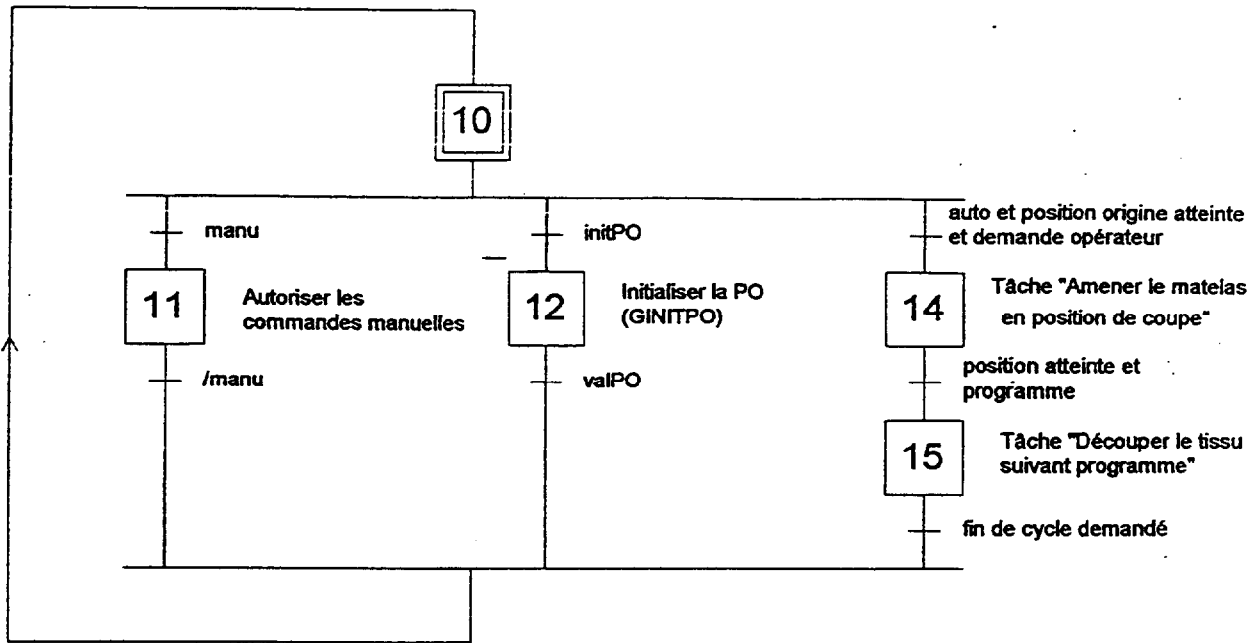 10
manu
initPO
auto et position origine atteinte
et demande opérateur
11
Autoriser les
commandes manuelles
12
Initialiser la PO
(GINITPO)
14
Tâche "Amener le matelas
en position de coupe"
/manu
valPO
position atteinte et
programme
15
Tâche "Découper le tissu
suivant programme"
fin de cycle demandé